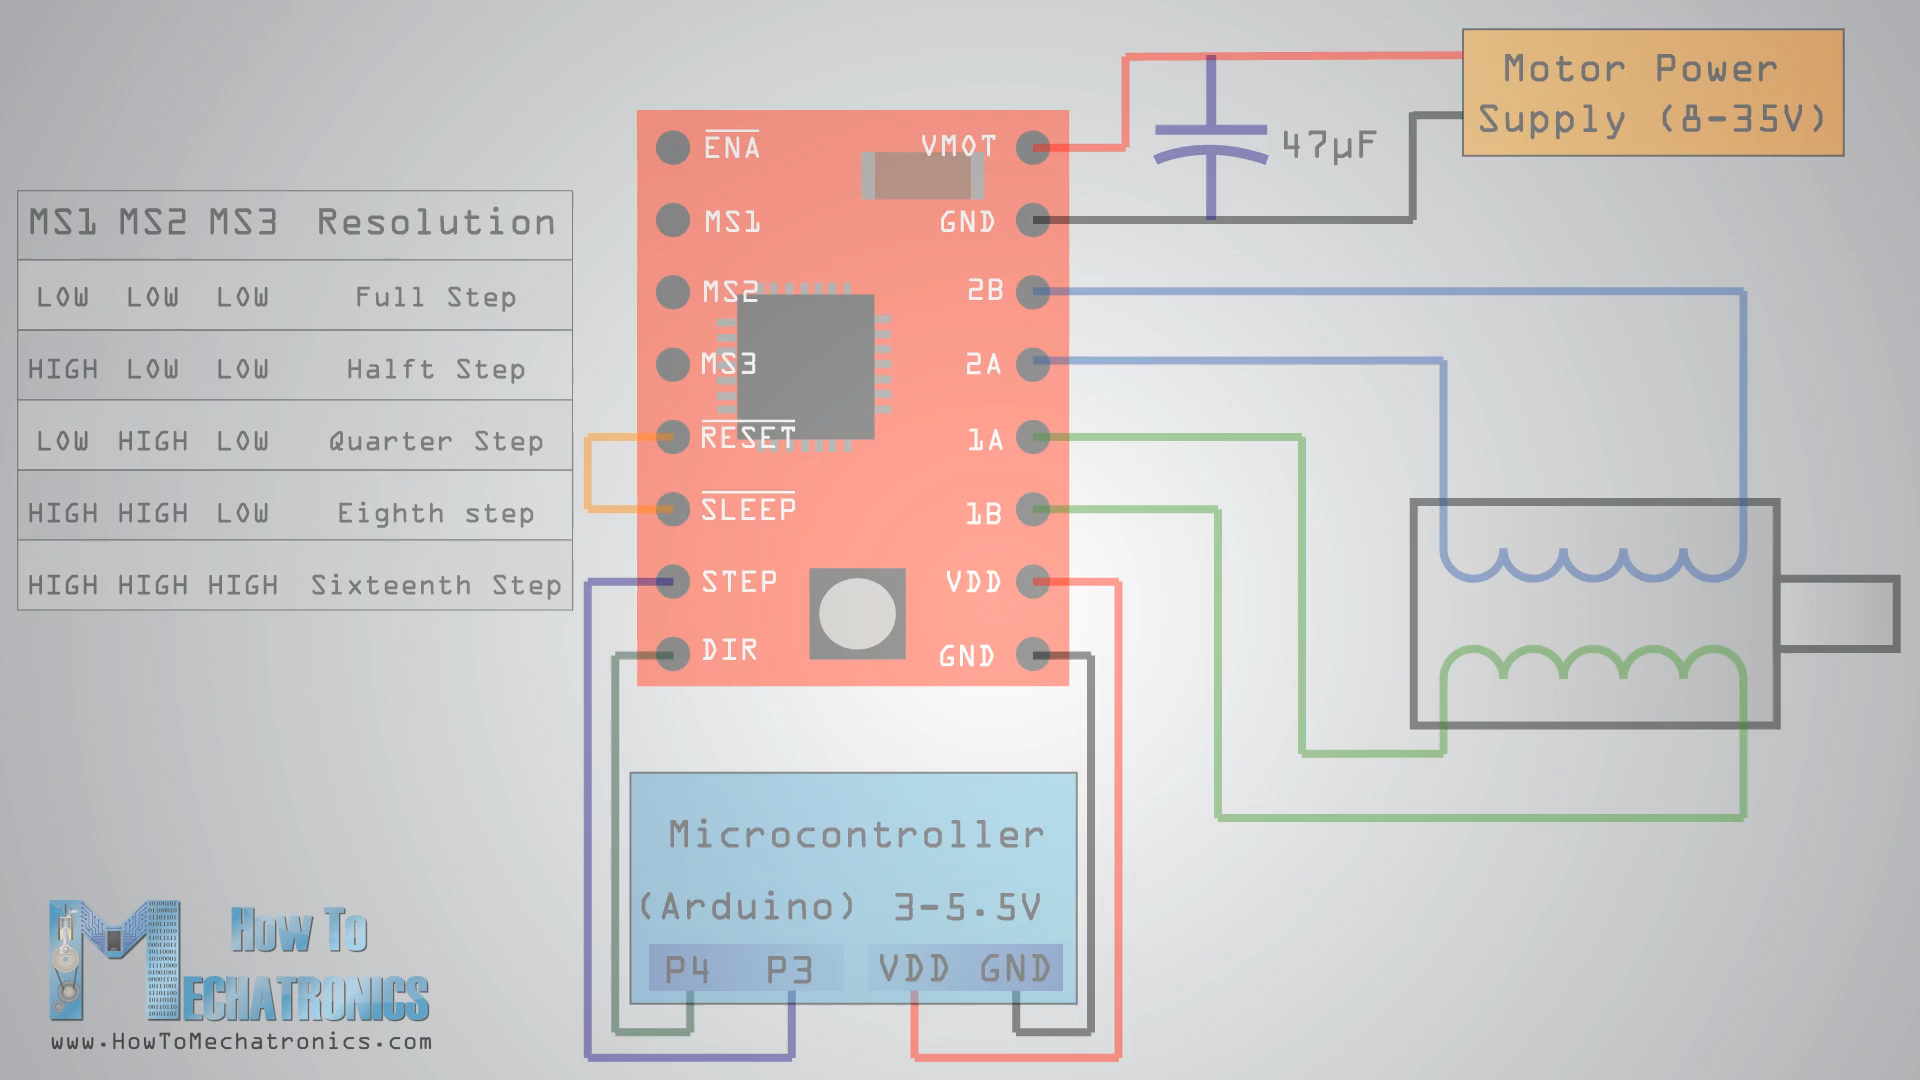 Motor Power
Supply (8-35V)
47µF
MS1 MS2 MS3 Resolution
LOW LOW LOW Full Step
HIGH LOW LOW Halft Step
LOW HIGH LOW Quarter Step
HIGH HIGH LOW Eighth step
HIGH HIGH HIGH Sixteenth Step
ENA VMOT
MS1 GND
MS2 2B
MS3 2A
RESET 1A
SLEEP 1B
STEP VDD
DIR GND
Microcontroller
(Arduino) 3-5.5V
P4 P3 VDD GND
How To
MECHATRONICS
www.HowToMechatronics.com